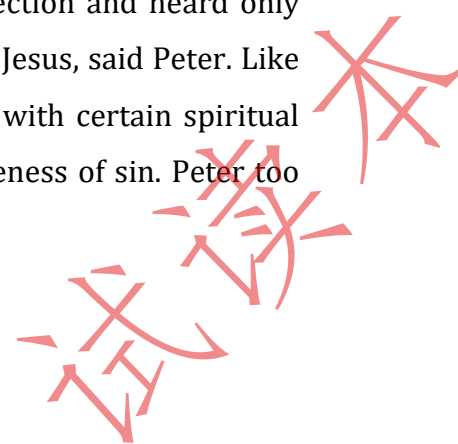 ection and heard only
Jesus, said Peter. Like
with certain spiritual
eness of sin. Peter too
试读本